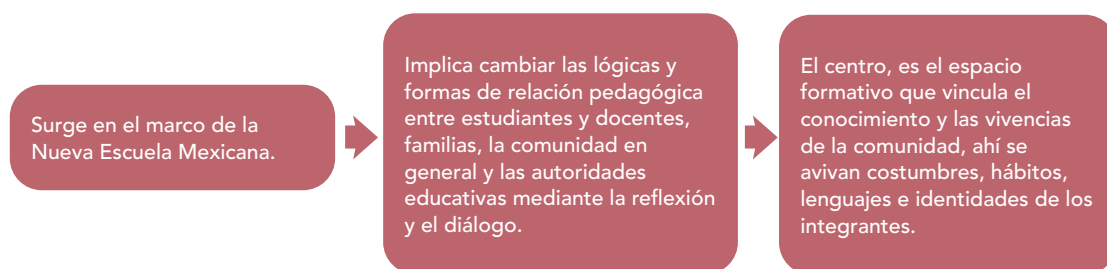 Surge en el marco de la
Nueva Escuela Mexicana.
Implica cambiar las lógicas y
formas de relación pedagógica
entre estudiantes y docentes,
familias, la comunidad en
general y las autoridades
educativas mediante la reflexión
y el diálogo.
El centro, es el espacio
formativo que vincula el
conocimiento y las vivencias
de la comunidad, ahí se
avivan costumbres, hábitos,
lenguajes e identidades de los
integrantes.